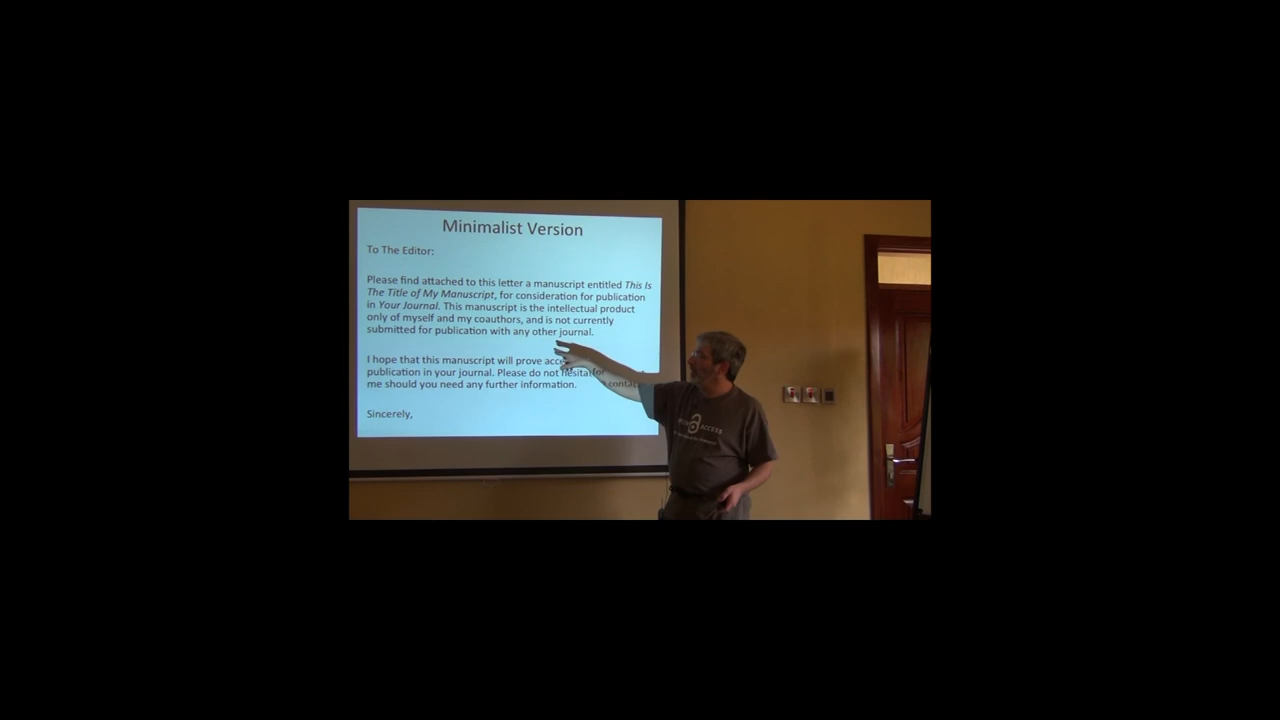 Minimalist Version
To The Editor:
Please find attached to this letter a manuscript entitled This Is
The Title of My Manuscript, for consideration for publication
in Your Journal. This manuscript is the intellectual product
only of myself and my coauthors, and is not currently
submitted for publication with any other journal.
I hope that this manuscript will prove
publication in your journal. Please do not
me should you need any further information.
Sincerely,
ACCESS